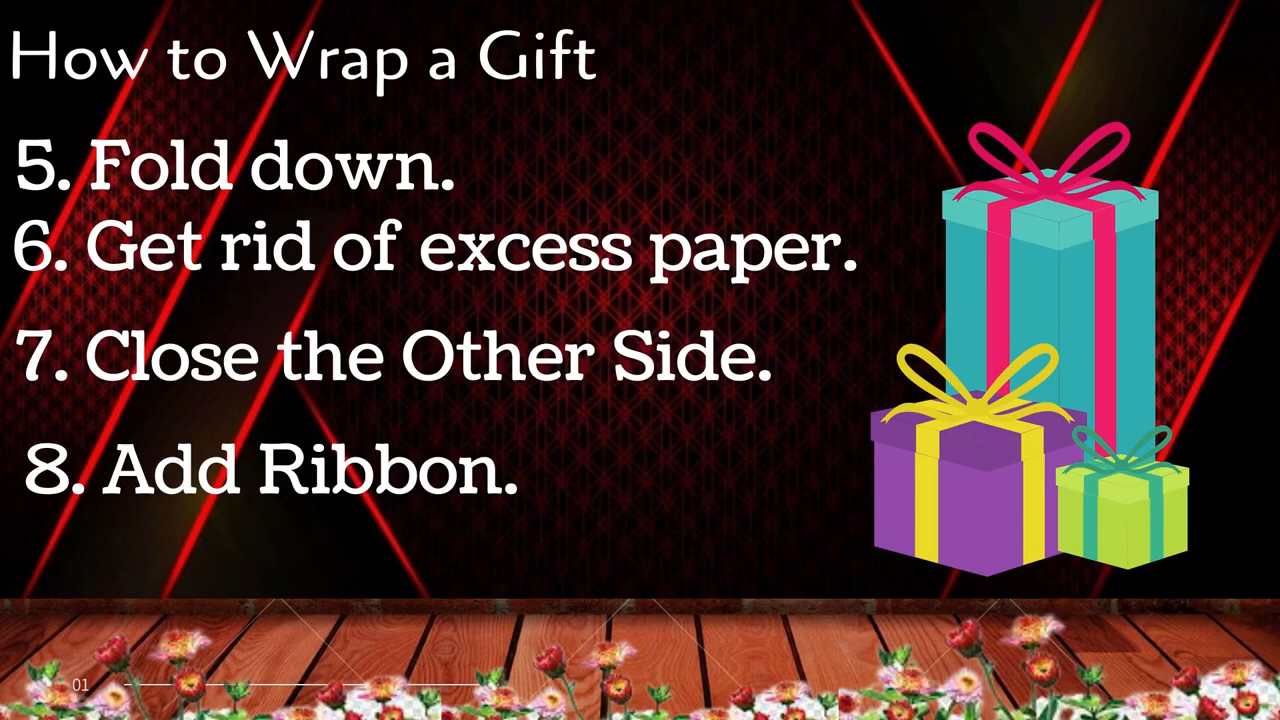 How to Wrap a Gift
5. Fold down.
6. Get rid of excess paper.
7. Close the Other Side.
8. Add Ribbon.
01